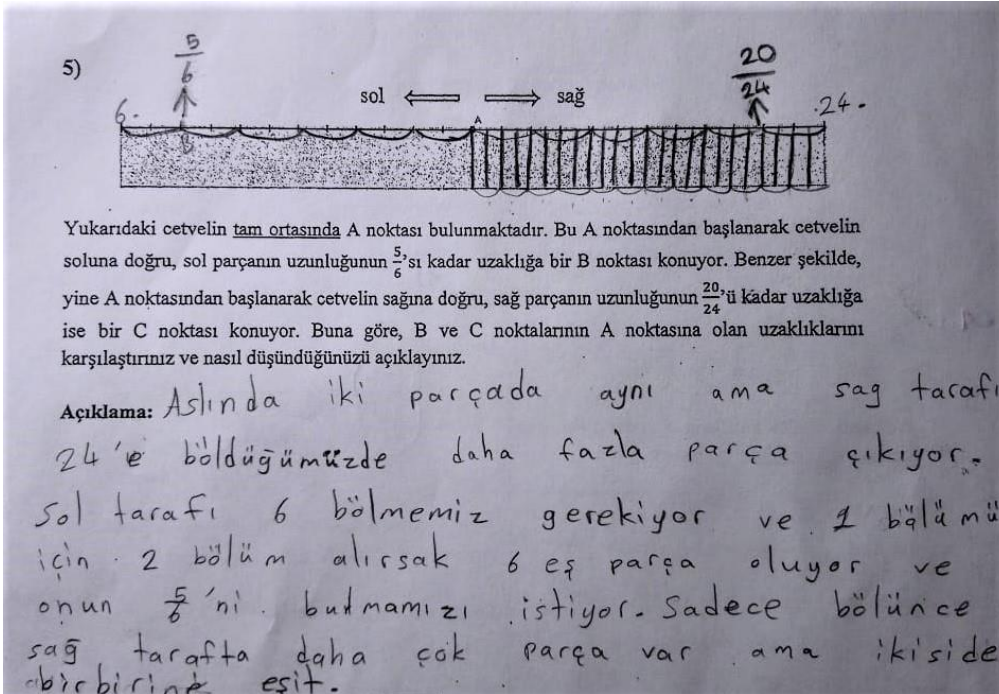 5)
5/6
20/24
6.
sol
sağ
.24.
A
B
Yukarıdaki cetvelin tam ortasında A noktası bulunmaktadır. Bu A noktasından başlanarak cetvelin
soluna doğru, sol parçanın uzunluğunun 5/6'sı kadar uzaklığa bir B noktası konuyor. Benzer şekilde,
yine A noktasından başlanarak cetvelin sağına doğru, sağ parçanın uzunluğunun 20/24'ü kadar uzaklığa
ise bir C noktası konuyor. Buna göre, B ve C noktalarının A noktasına olan uzaklıklarını
karşılaştırınız ve nasıl düşündüğünüzü açıklayınız.
Açıklama: Aslında iki parçada aynı ama sag tarafı
24'e böldüğümüzde daha fazla parça çıkıyor.
Sol tarafı 6 bölmemiz gerekiyor ve 1 bölümü
için 2 bölüm alırsak 6 eş parça oluyor ve
onun 5/6'ni. bulmamızı istiyor. Sadece bölünce
sağ tarafta daha çok parça var ama ikiside
birbirine eşit.